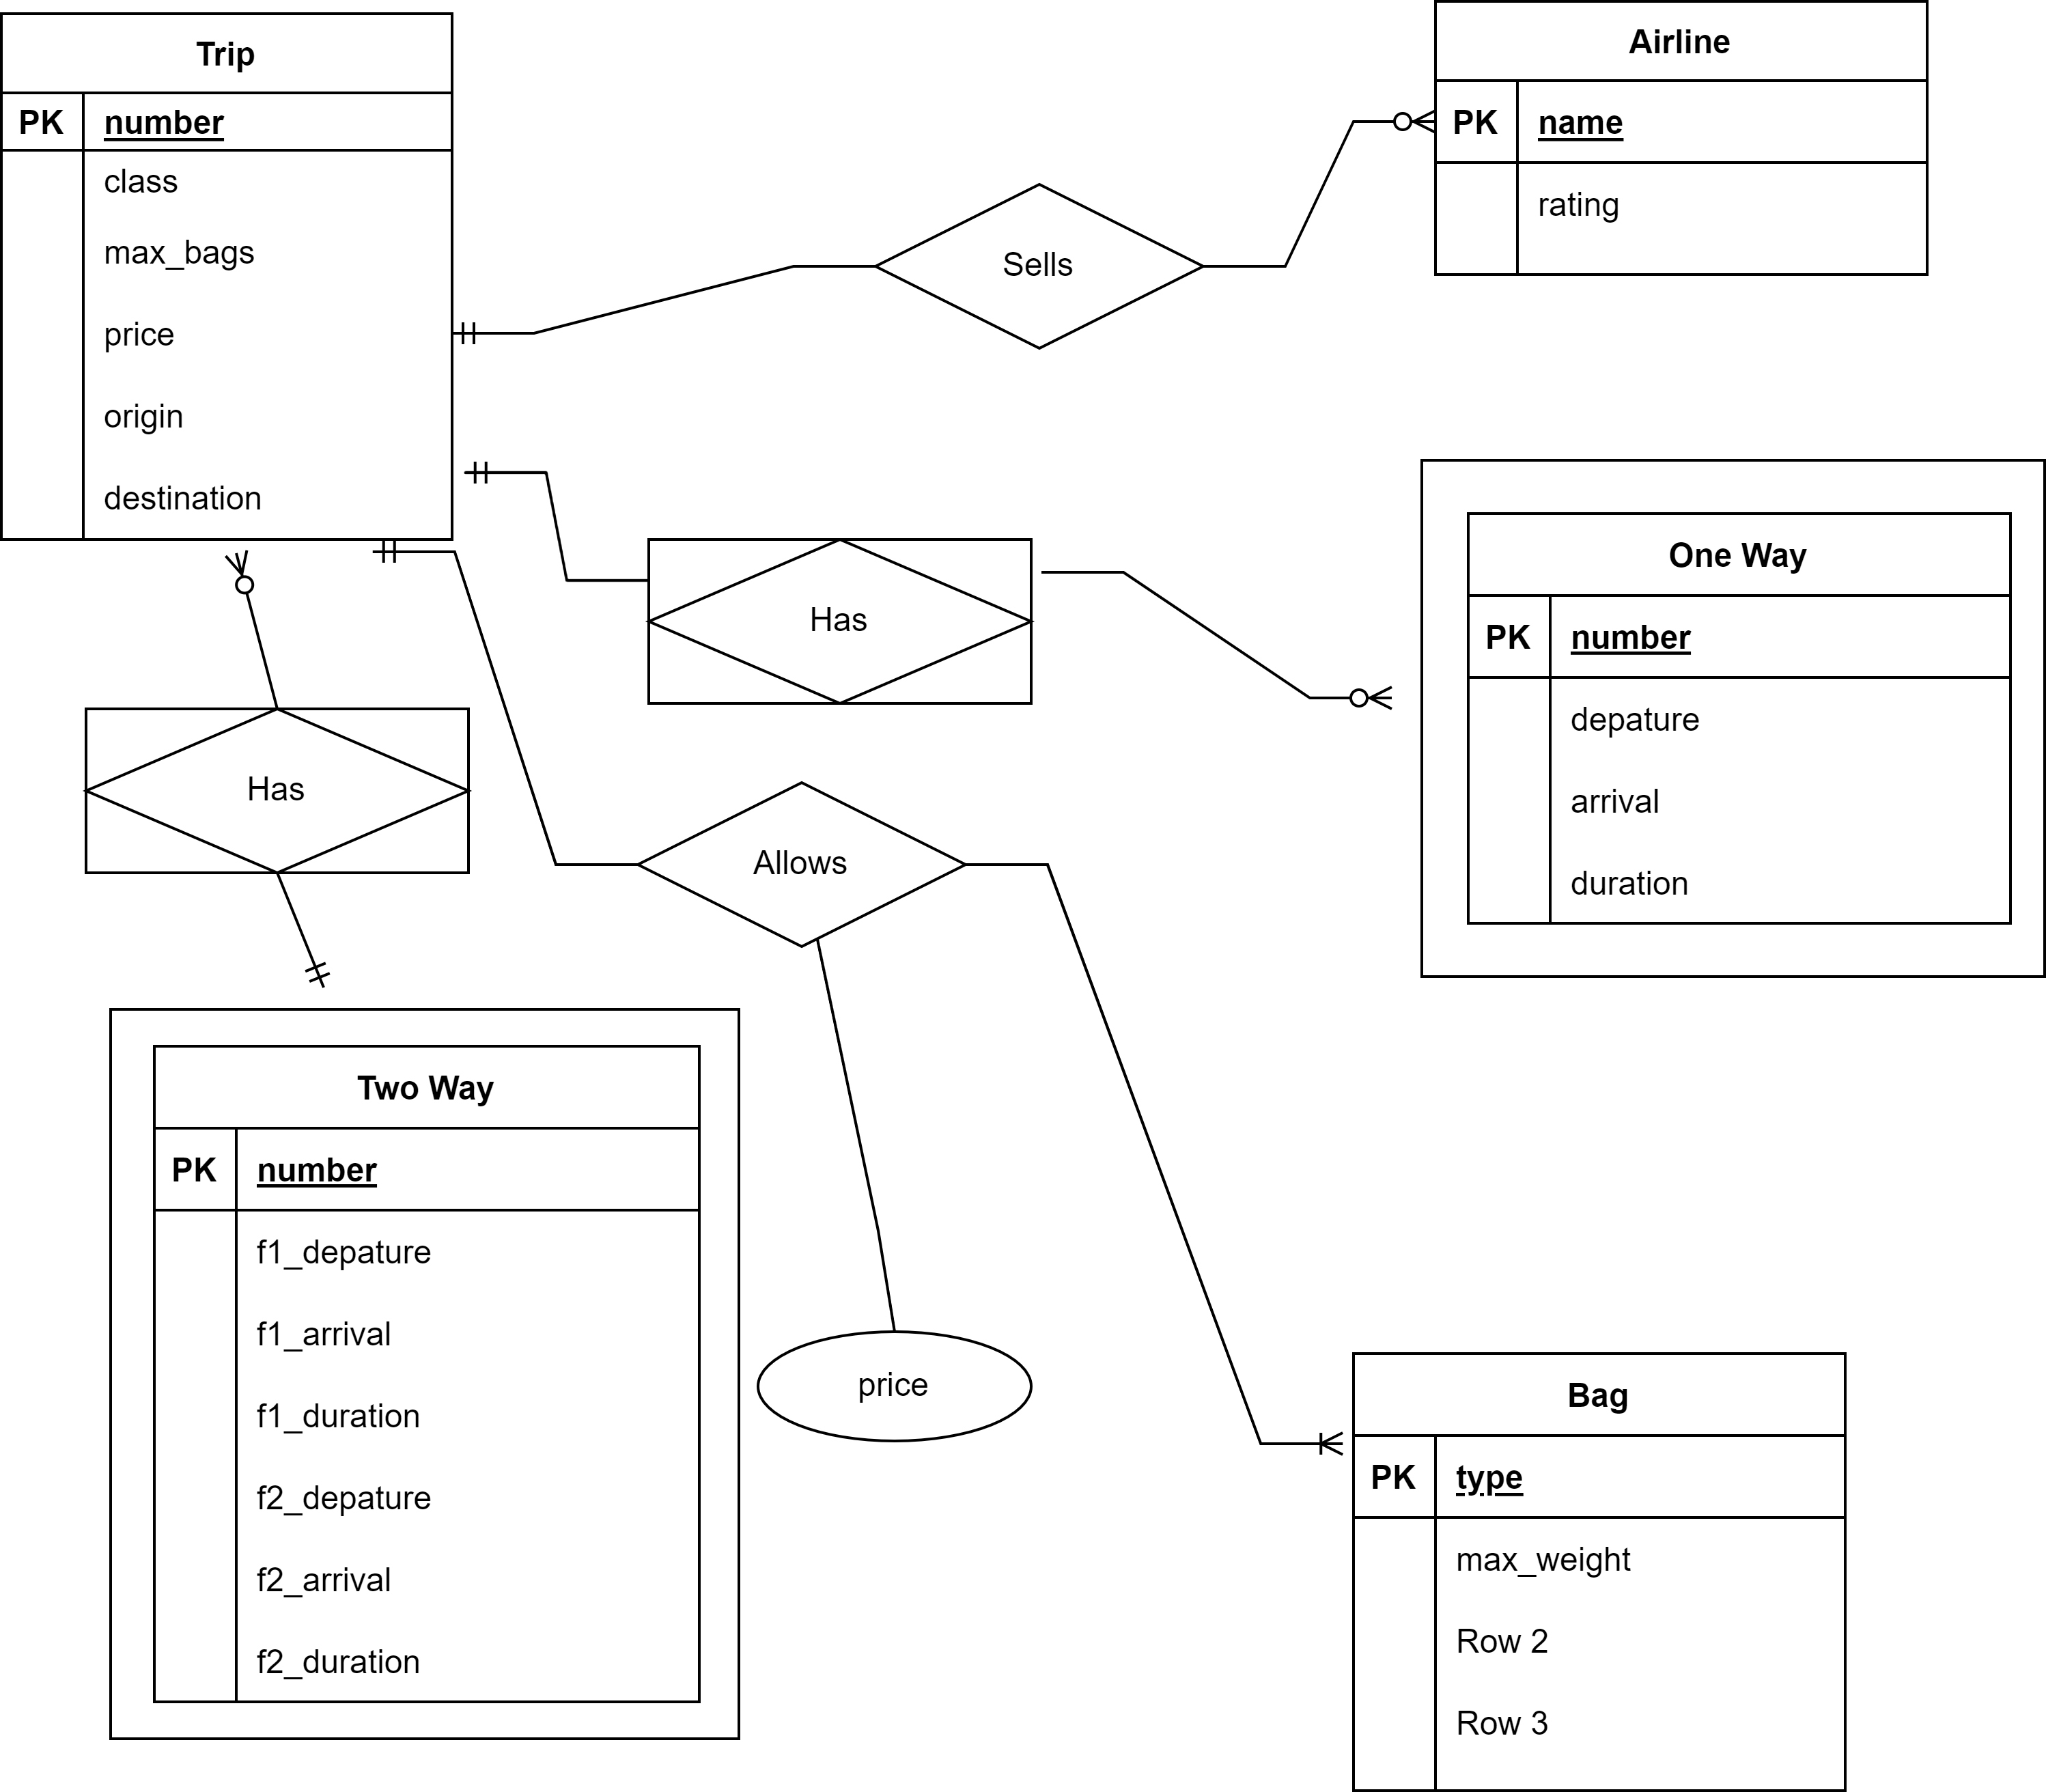 Trip
PK number
class
max_bags
price
origin
destination
Sells
Airline
PK name
rating
Has
One Way
PK number
depature
arrival
duration
Has
Allows
Two Way
PK number
f1_depature
f1_arrival
f1_duration
f2_depature
f2_arrival
f2_duration
price
Bag
PK type
max_weight
Row 2
Row 3